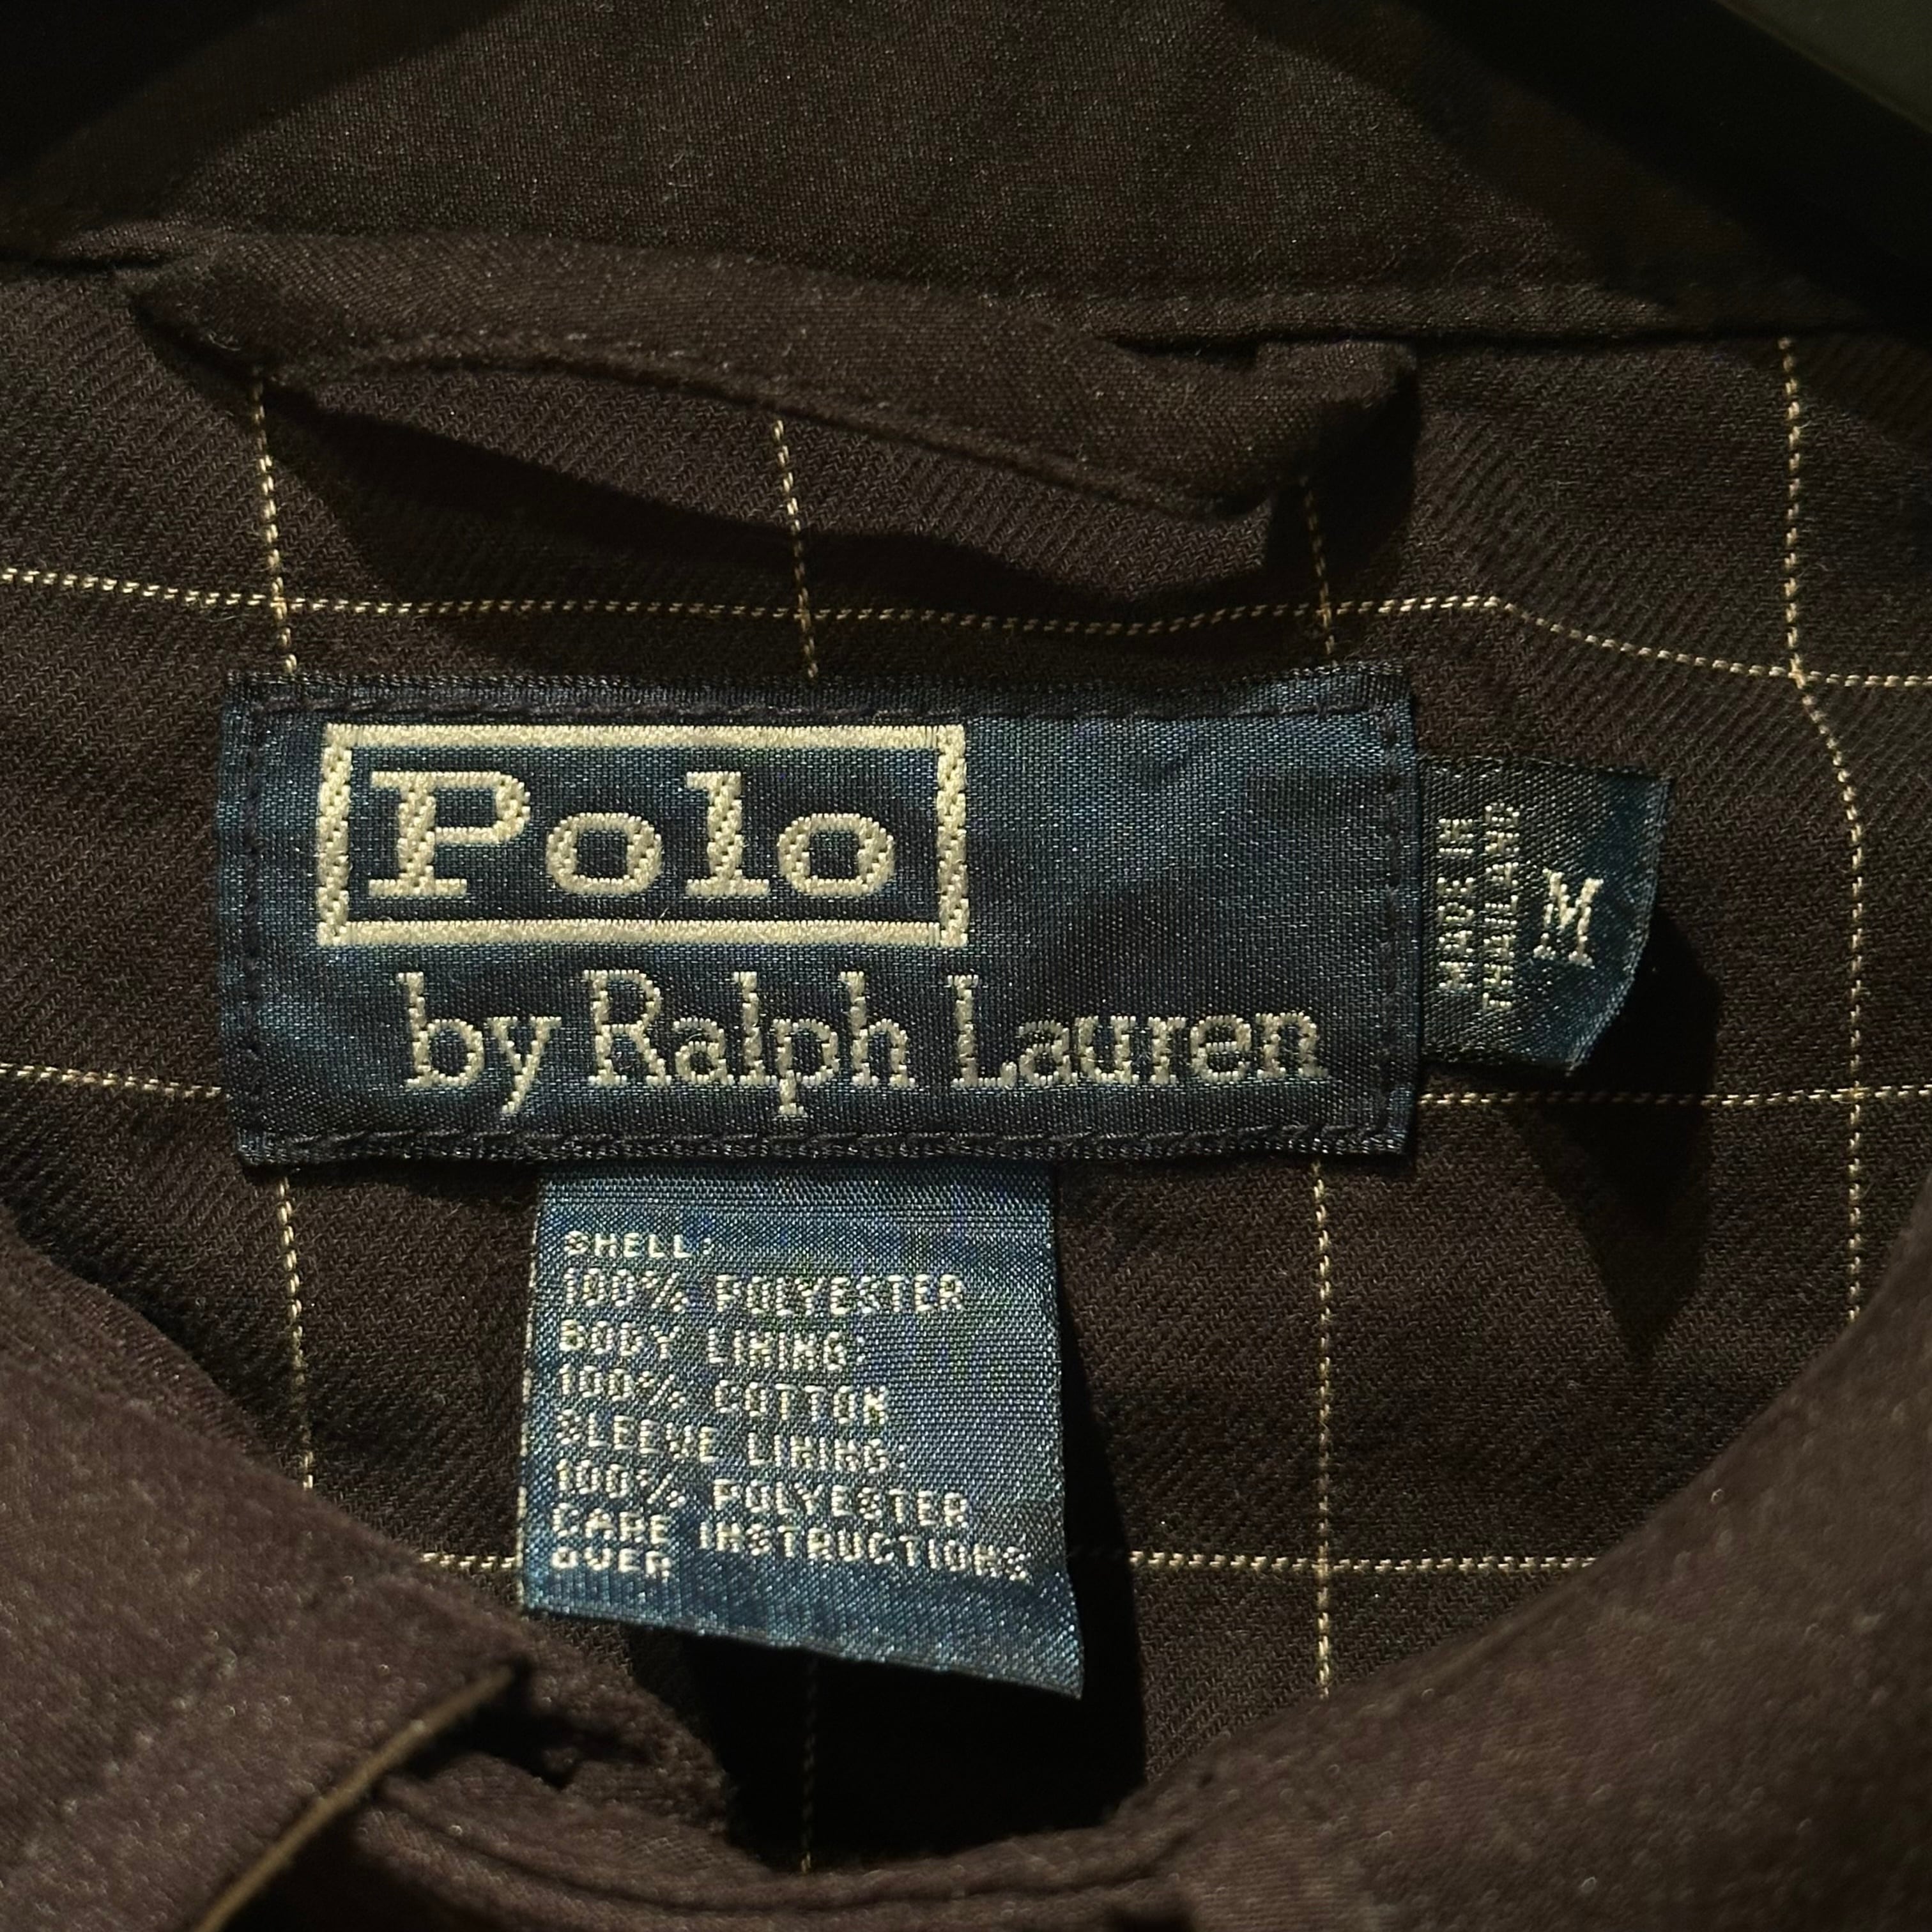 Polo
by Ralph Lauren
MADE IN
THAILAND
M
SHELL:
100% POLYESTER
BODY LINING:
100% COTTON
SLEEVE LINING:
100% POLYESTER
CARE INSTRUCTIONS
OVER